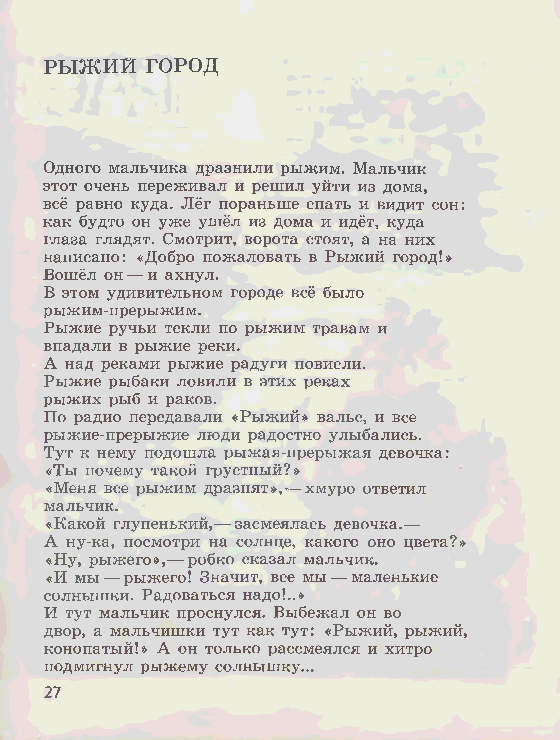 РЫЖИЙ ГОРОД
Одного мальчика дразнили рыжим. Мальчик
этот очень переживал и решил уйти из дома,
всё равно куда. Лёг пораньше спать и видит сон:
как будто он уже ушёл из дома и идёт, куда
глаза глядят. Смотрит, ворота стоят, а на них
написано: «Добро пожаловать в Рыжий город!»
Вошёл он — и ахнул.
В этом удивительном городе всё было
рыжим-прерыжим.
Рыжие ручьи текли по рыжим травам и
впадали в рыжие реки.
А над реками рыжие радуги повисли.
Рыжие рыбаки ловили в этих реках
рыжих рыб и раков.
По радио передавали «Рыжий» вальс, и все
рыжие-прерыжие люди радостно улыбались.
Тут к нему подошла рыжая-прерыжая девочка:
«Ты почему такой грустный?»
«Меня все рыжим дразнят»,— хмуро ответил
мальчик.
«Какой глупенький,— засмеялась девочка.—
А ну-ка, посмотри на солнце, какого оно цвета?»
«Ну, рыжего»,— робко сказал мальчик.
«И мы — рыжего! Значит, все мы — маленькие
солнышки. Радоваться надо!..»
И тут мальчик проснулся. Выбежал он во
двор, а мальчишки тут как тут: «Рыжий, рыжий,
конопатый!» А он только рассмеялся и хитро
подмигнул рыжему солнышку...
27